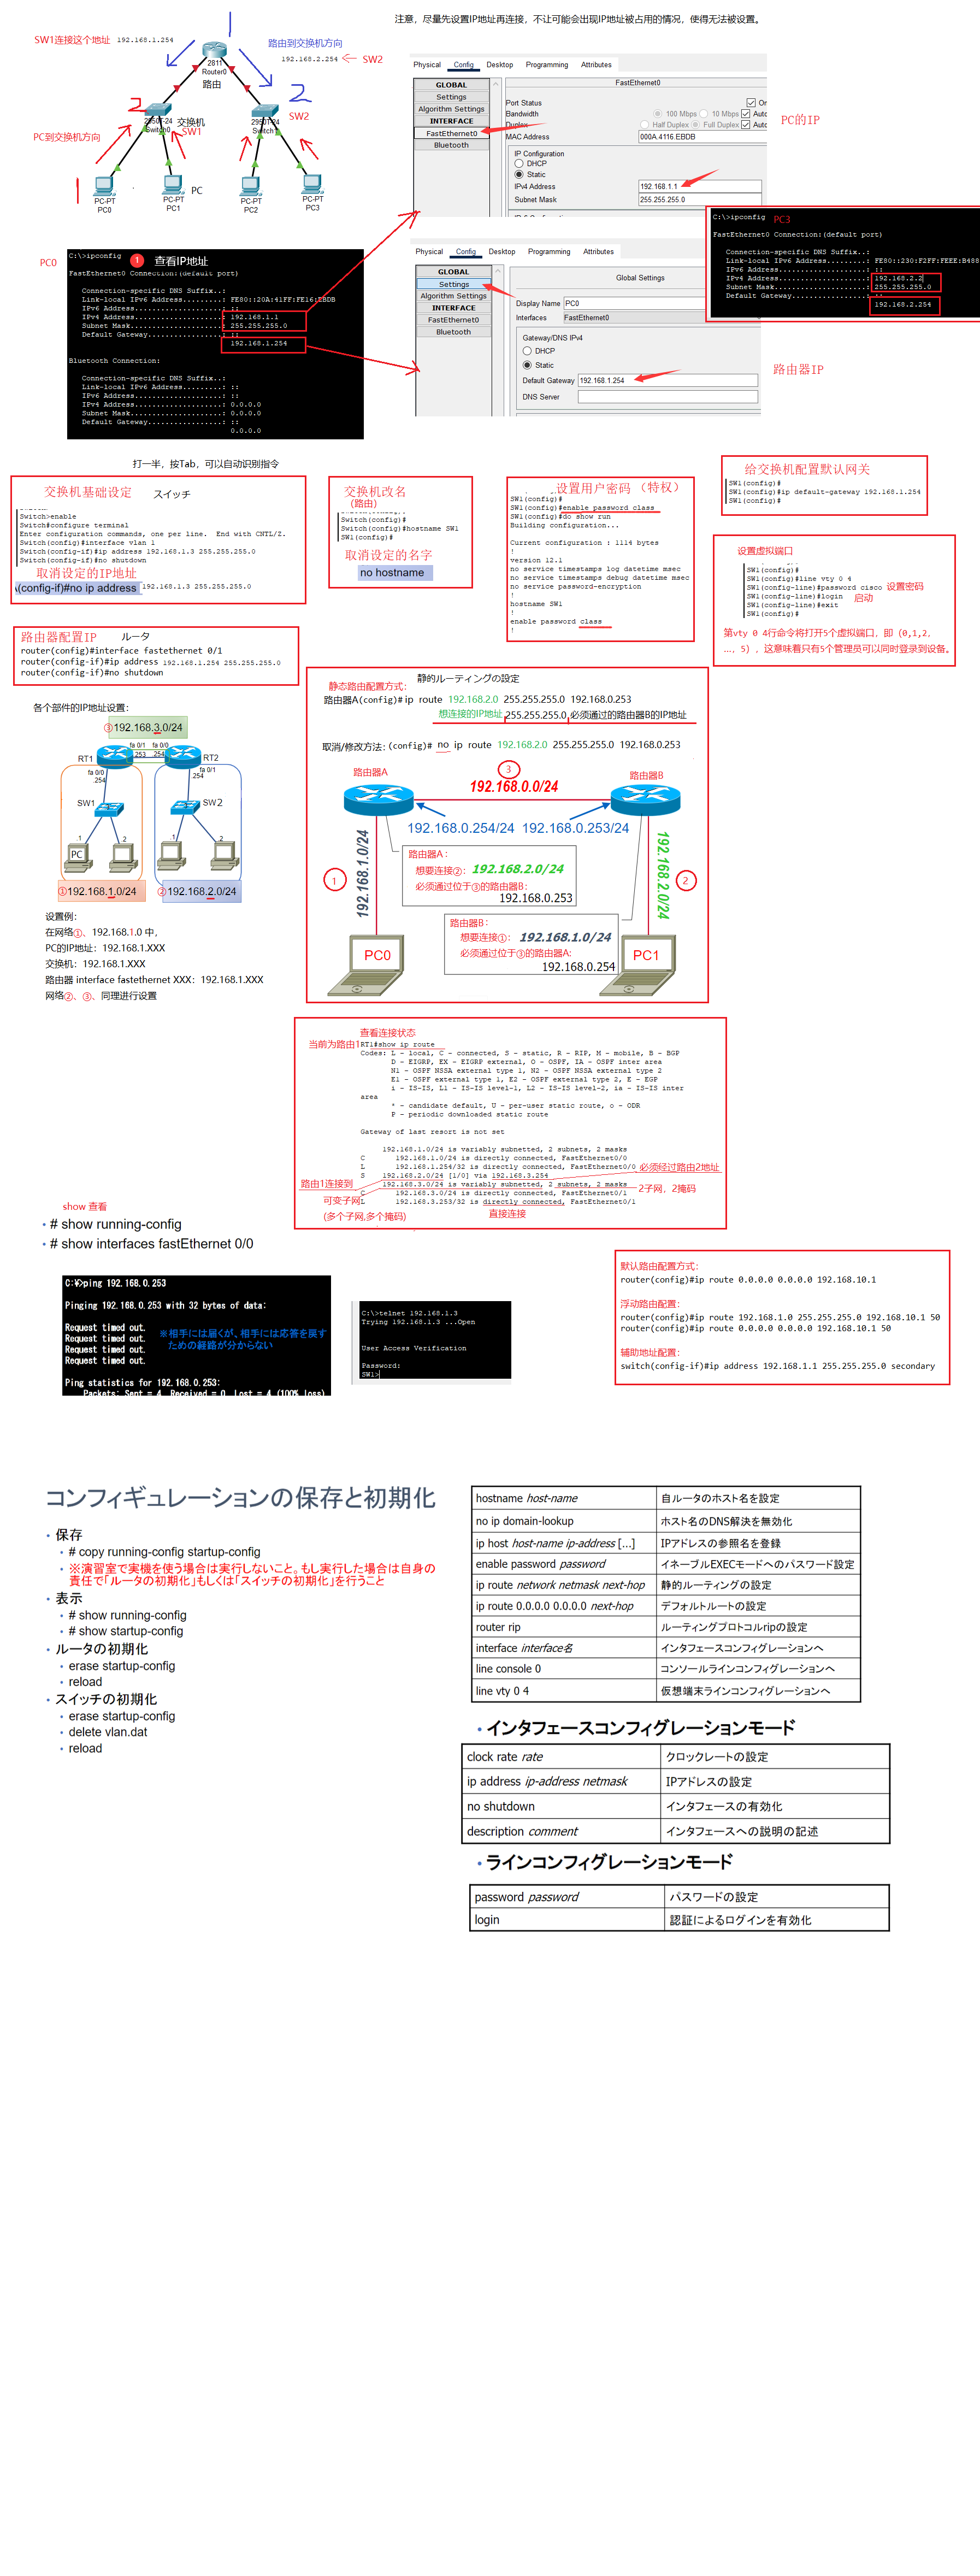 注意，尽量先设置IP地址再连接，不让可能会出现IP地址被占用的情况，使得无法被设置。
SW1连接这个地址 192.168.1.254
1
路由到交换机方向
192.168.2.254 SW2
2811
Router0
路由
2
2
2950T-24
Switch0
交换机
SW1
2950T-24
Switch1
SW2
PC到交换机方向
1
PC-PT
PC0
PC-PT
PC1
PC
PC-PT
PC2
PC-PT
PC3
Physical Config Desktop Programming Attributes
GLOBAL
Settings
Algorithm Settings
INTERFACE
FastEthernet0
Bluetooth
FastEthernet0
Port Status
Bandwidth 100 Mbps 10 Mbps
Duplex Half Duplex Full Duplex
MAC Address 000A.4116.EBDB
IP Configuration
DHCP
Static
IPv4 Address 192.168.1.1
Subnet Mask 255.255.255.0
PC的IP
C:\>ipconfig PC3
FastEthernet0 Connection:(default port)
Connection-specific DNS Suffix..:
Link-local IPv6 Address.........: FE80::230:F2FF:FEEE:B488
IPv6 Address....................: ::
IPv4 Address....................: 192.168.2.2
Subnet Mask.....................: 255.255.255.0
Default Gateway.................: ::
192.168.2.254
PC0
C:\>ipconfig 1 查看IP地址
FastEthernet0 Connection:(default port)
Connection-specific DNS Suffix..:
Link-local IPv6 Address.........: FE80::20A:41FF:FE16:EBDB
IPv6 Address....................: ::
IPv4 Address....................: 192.168.1.1
Subnet Mask.....................: 255.255.255.0
Default Gateway.................: ::
192.168.1.254
Bluetooth Connection:
Connection-specific DNS Suffix..:
Link-local IPv6 Address.........: ::
IPv6 Address....................: ::
IPv4 Address....................: 0.0.0.0
Subnet Mask.....................: 0.0.0.0
Default Gateway.................: ::
0.0.0.0
Physical Config Desktop Programming Attributes
GLOBAL
Settings
Algorithm Settings
INTERFACE
FastEthernet0
Bluetooth
Global Settings
Display Name PC0
Interfaces FastEthernet0
Gateway/DNS IPv4
DHCP
Static
Default Gateway 192.168.1.254
DNS Server
路由器IP
打一半，按Tab，可以自动识别指令
交换机基础设定 スイッチ
Switch>enable
Switch#configure terminal
Enter configuration commands, one per line. End with CNTL/Z.
Switch(config)#interface vlan 1
Switch(config-if)#ip address 192.168.1.3 255.255.255.0
Switch(config-if)#no shutdown
取消设定的IP地址
(config-if)#no ip address 192.168.1.3 255.255.255.0
交换机改名
（路由）
Switch(config)#
Switch(config)#hostname SW1
SW1(config)#
取消设定的名字
no hostname
设置用户密码 （特权）
SW1(config)#
SW1(config)#enable password class
SW1(config)#do show run
Building configuration...
Current configuration : 1114 bytes
!
version 12.1
no service timestamps log datetime msec
no service timestamps debug datetime msec
no service password-encryption
!
hostname SW1
!
enable password class
!
给交换机配置默认网关
SW1(config)#
SW1(config)#ip default-gateway 192.168.1.254
SW1(config)#
设置虚拟端口
SW1(config)#
SW1(config)#line vty 0 4
SW1(config-line)#password cisco 设置密码
SW1(config-line)#login 启动
SW1(config-line)#exit
SW1(config)#
第vty 0 4行命令将打开5个虚拟端口，即（0,1,2,
...，5），这意味着只有5个管理员可以同时登录到设备。
路由器配置IP ルータ
router(config)#interface fastethernet 0/1
router(config-if)#ip address 192.168.1.254 255.255.255.0
router(config-if)#no shutdown
各个部件的IP地址设置：
③192.168.3.0/24
RT1
fa 0/1 fa 0/0
.253 .254
RT2
fa 0/0
.254
fa 0/1
.254
SW1
SW2
.1
.2
.1
.2
PC
①192.168.1.0/24
②192.168.2.0/24
设置例：
在网络①、192.168.1.0 中，
PC的IP地址：192.168.1.XXX
交换机：192.168.1.XXX
路由器 interface fastethernet XXX：192.168.1.XXX
网络②、③、同理进行设置
静的ルーティングの設定
静态路由配置方式：
路由器A(config)# ip route 192.168.2.0 255.255.255.0 192.168.0.253
想连接的IP地址 255.255.255.0 必须通过的路由器B的IP地址
取消/修改方法：(config)# no ip route 192.168.2.0 255.255.255.0 192.168.0.253
路由器A
3
192.168.0.0/24
路由器B
192.168.0.254/24 192.168.0.253/24
1
192.168.1.0/24
路由器A：
想要连接②：192.168.2.0/24
必须通过位于③的路由器B：
192.168.0.253
192.168.2.0/24
2
路由器B：
想要连接①：192.168.1.0/24
必须通过位于③的路由器A：
192.168.0.254
PC0
PC1
查看连接状态
当前为路由1 RT1#show ip route
Codes: L - local, C - connected, S - static, R - RIP, M - mobile, B - BGP
D - EIGRP, EX - EIGRP external, O - OSPF, IA - OSPF inter area
N1 - OSPF NSSA external type 1, N2 - OSPF NSSA external type 2
E1 - OSPF external type 1, E2 - OSPF external type 2, E - EGP
i - IS-IS, L1 - IS-IS level-1, L2 - IS-IS level-2, ia - IS-IS inter
area
* - candidate default, U - per-user static route, o - ODR
P - periodic downloaded static route
Gateway of last resort is not set
192.168.1.0/24 is variably subnetted, 2 subnets, 2 masks
C 192.168.1.0/24 is directly connected, FastEthernet0/0
L 192.168.1.254/32 is directly connected, FastEthernet0/0 必须经过路由2地址
S 192.168.2.0/24 [1/0] via 192.168.3.254
路由1连接到 192.168.3.0/24 is variably subnetted, 2 subnets, 2 masks 2子网，2掩码
C 192.168.3.0/24 is directly connected, FastEthernet0/1
可变子网 L 192.168.3.253/32 is directly connected, FastEthernet0/1
(多个子网,多个掩码)
直接连接
show 查看
• # show running-config
• # show interfaces fastEthernet 0/0
C:¥>ping 192.168.0.253
Pinging 192.168.0.253 with 32 bytes of data:
Request timed out.
Request timed out.
Request timed out.
Request timed out.
※相手には届くが、相手には応答を戻す
ための経路が分からない
Ping statistics for 192.168.0.253:
Packets: Sent = 4, Received = 0, Lost = 4 (100% loss)
C:\>telnet 192.168.1.3
Trying 192.168.1.3 ...Open
User Access Verification
Password:
SW1>
默认路由配置方式：
router(config)#ip route 0.0.0.0 0.0.0.0 192.168.10.1
浮动路由配置：
router(config)#ip route 192.168.1.0 255.255.255.0 192.168.10.1 50
router(config)#ip route 0.0.0.0 0.0.0.0 192.168.10.1 50
辅助地址配置：
switch(config-if)#ip address 192.168.1.1 255.255.255.0 secondary
コンフィギュレーションの保存と初期化
• 保存
• # copy running-config startup-config
• ※演習室で実機を使う場合は実行しないこと。もし実行した場合は自身の
責任で「ルータの初期化」もしくは「スイッチの初期化」を行うこと
• 表示
• # show running-config
• # show startup-config
• ルータの初期化
• erase startup-config
• reload
• スイッチの初期化
• erase startup-config
• delete vlan.dat
• reload
hostname host-name 自ルータのホスト名を設定
no ip domain-lookup ホスト名のDNS解決を無効化
ip host host-name ip-address [...] IPアドレスの参照名を登録
enable password password イネーブルEXECモードへのパスワード設定
ip route network netmask next-hop 静的ルーティングの設定
ip route 0.0.0.0 0.0.0.0 next-hop デフォルトルートの設定
router rip ルーティングプロトコルripの設定
interface interface名 インタフェースコンフィグレーションへ
line console 0 コンソールラインコンフィグレーションへ
line vty 0 4 仮想端末ラインコンフィグレーションへ
• インタフェースコンフィグレーションモード
clock rate rate クロックレートの設定
ip address ip-address netmask IPアドレスの設定
no shutdown インタフェースの有効化
description comment インタフェースへの説明の記述
• ラインコンフィグレーションモード
password password パスワードの設定
login 認証によるログインを有効化